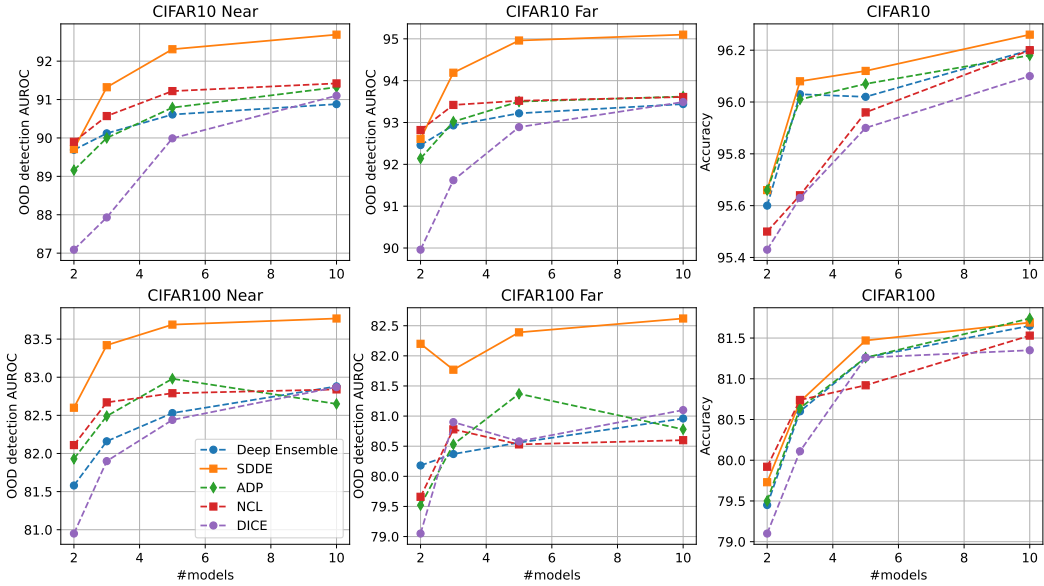 CIFAR10 Near
OOD detection AUROC
92
91
90
89
88
87
2 4 6 8 10
CIFAR10 Far
OOD detection AUROC
95
94
93
92
91
90
2 4 6 8 10
CIFAR10
Accuracy
96.2
96.0
95.8
95.6
95.4
2 4 6 8 10
CIFAR100 Near
OOD detection AUROC
83.5
83.0
82.5
82.0
81.5
81.0
2 4 6 8 10
#models
Deep Ensemble
SDDE
ADP
NCL
DICE
CIFAR100 Far
OOD detection AUROC
82.5
82.0
81.5
81.0
80.5
80.0
79.5
79.0
2 4 6 8 10
#models
CIFAR100
Accuracy
81.5
81.0
80.5
80.0
79.5
79.0
2 4 6 8 10
#models